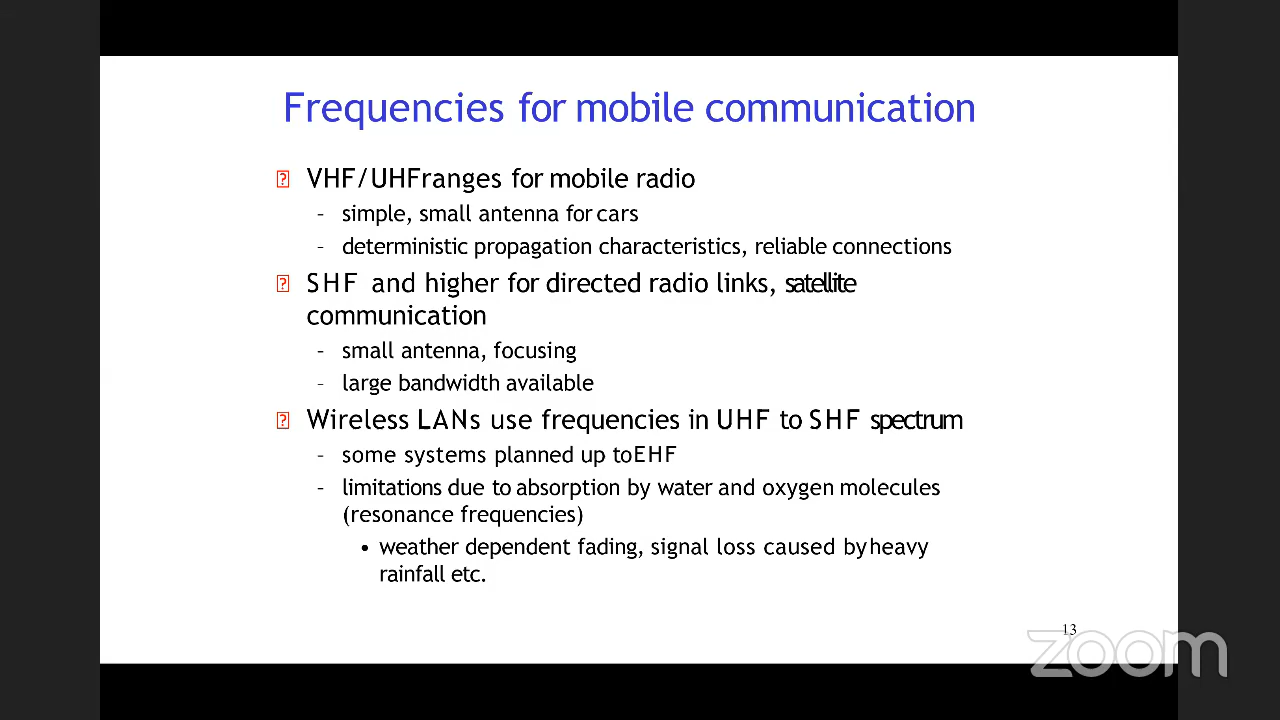 Frequencies for mobile communication
VHF/UHFranges for mobile radio
– simple, small antenna for cars
– deterministic propagation characteristics, reliable connections
SHF and higher for directed radio links, satellite
communication
– small antenna, focusing
– large bandwidth available
Wireless LANs use frequencies in UHF to SHF spectrum
– some systems planned up toEHF
– limitations due to absorption by water and oxygen molecules
(resonance frequencies)
• weather dependent fading, signal loss caused byheavy
rainfall etc.
13
zoom